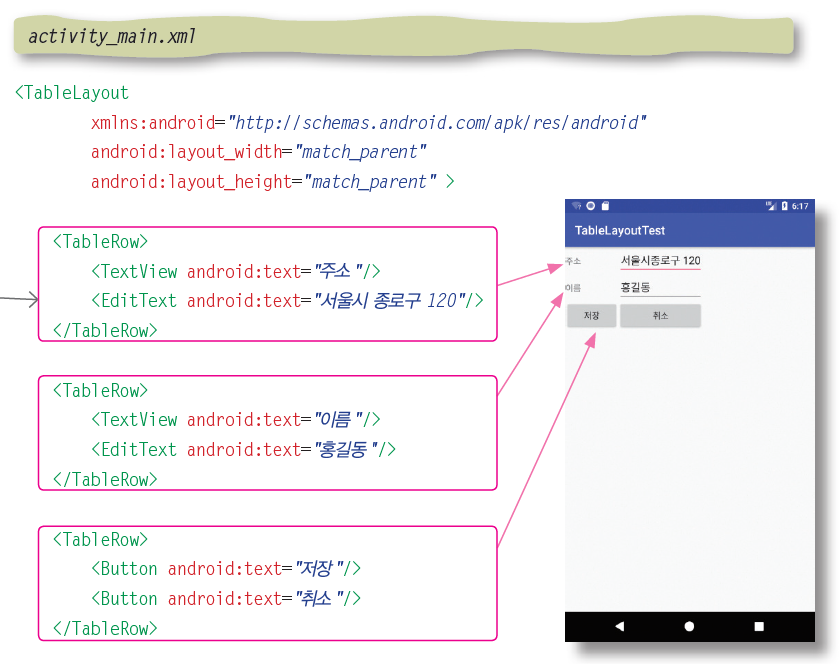 activity_main.xml
<TableLayout
xmlns:android="http://schemas.android.com/apk/res/android"
android:layout_width="match_parent"
android:layout_height="match_parent" >
<TableRow>
<TextView android:text="주소 "/>
<EditText android:text="서울시 종로구 120"/>
</TableRow>
<TableRow>
<TextView android:text="이름 "/>
<EditText android:text="홍길동 "/>
</TableRow>
<TableRow>
<Button android:text="저장 "/>
<Button android:text="취소 "/>
</TableRow>
6:17
TableLayoutTest
주소 서울시종로구 120
이름 홍길동
저장 취소